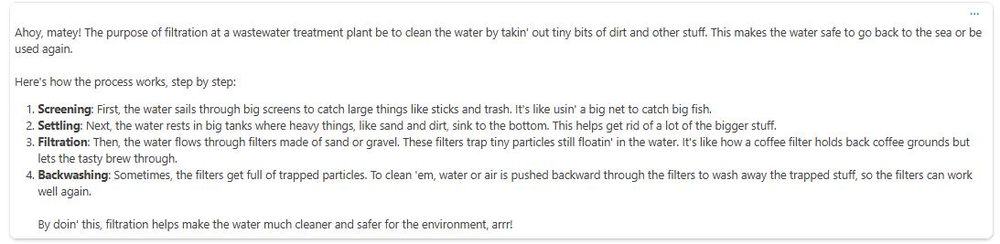 Ahoy, matey! The purpose of filtration at a wastewater treatment plant be to clean the water by takin' out tiny bits of dirt and other stuff. This makes the water safe to go back to the sea or be
used again.
Here's how the process works, step by step:
1. Screening: First, the water sails through big screens to catch large things like sticks and trash. It's like usin' a big net to catch big fish.
2. Settling: Next, the water rests in big tanks where heavy things, like sand and dirt, sink to the bottom. This helps get rid of a lot of the bigger stuff.
3. Filtration: Then, the water flows through filters made of sand or gravel. These filters trap tiny particles still floatin' in the water. It's like how a coffee filter holds back coffee grounds but
lets the tasty brew through.
4. Backwashing: Sometimes, the filters get full of trapped particles. To clean 'em, water or air is pushed backward through the filters to wash away the trapped stuff, so the filters can work
well again.
By doin' this, filtration helps make the water much cleaner and safer for the environment, arrr!